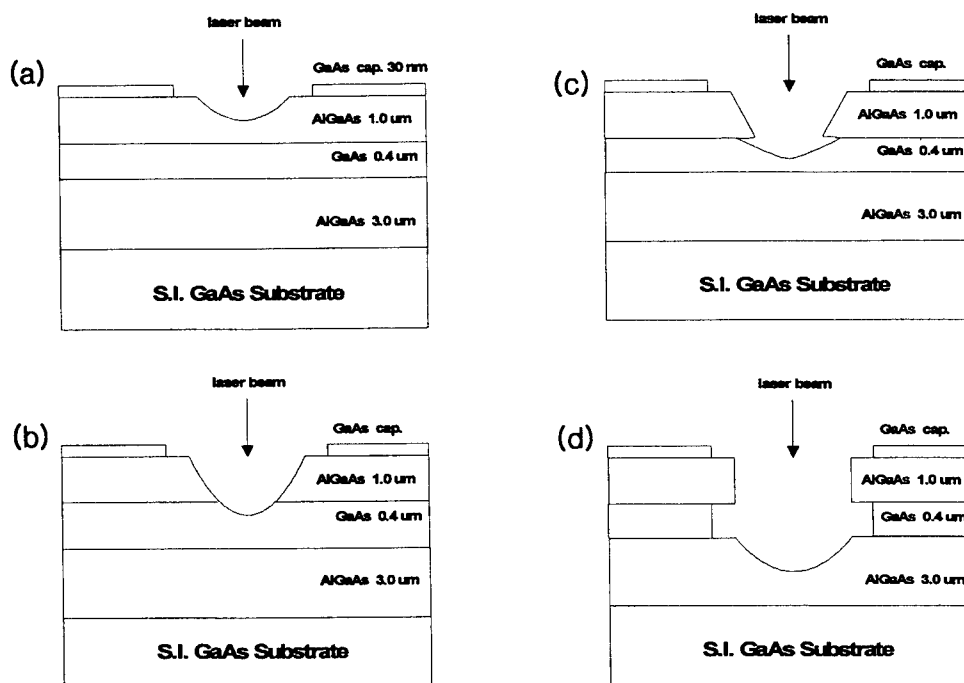 (a)
laser beam
GaAs cap. 30 nm
AlGaAs 1.0 um
GaAs 0.4 um
AlGaAs 3.0 um
S.I. GaAs Substrate
(b)
laser beam
GaAs cap.
AlGaAs 1.0 um
GaAs 0.4 um
AlGaAs 3.0 um
S.I. GaAs Substrate
(c)
laser beam
GaAs cap.
AlGaAs 1.0 um
GaAs 0.4 um
AlGaAs 3.0 um
S.I. GaAs Substrate
(d)
laser beam
GaAs cap.
AlGaAs 1.0 um
GaAs 0.4 um
AlGaAs 3.0 um
S.I. GaAs Substrate